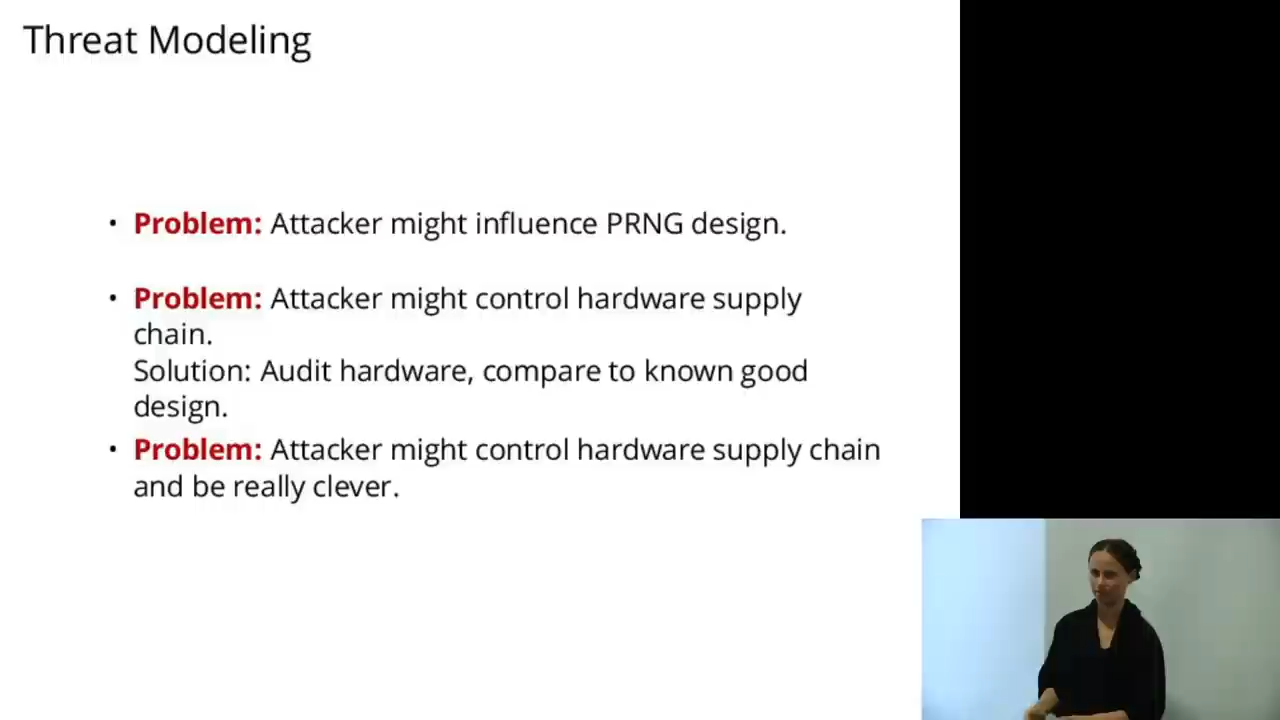 Threat Modeling
• Problem: Attacker might influence PRNG design.
• Problem: Attacker might control hardware supply
chain.
Solution: Audit hardware, compare to known good
design.
• Problem: Attacker might control hardware supply chain
and be really clever.